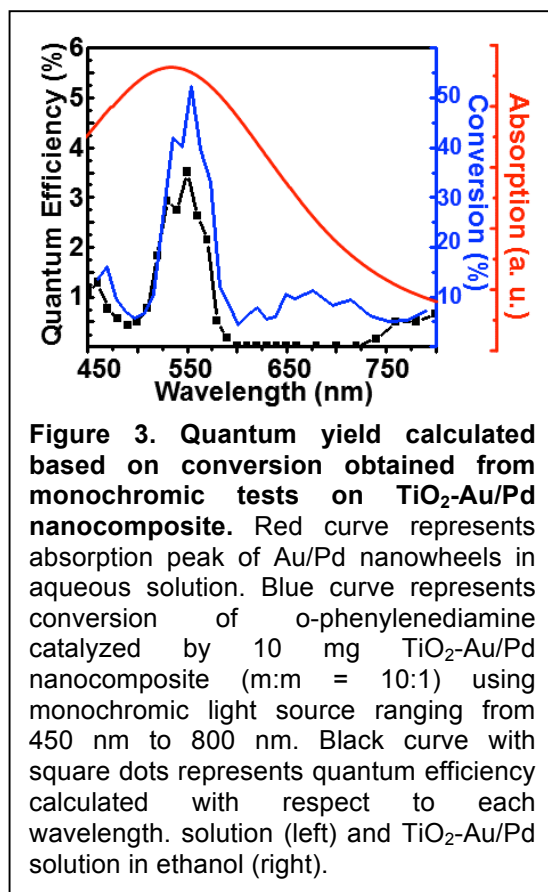 6
5
4
3
2
1
Quantum Efficiency (%)
50
40
30
20
10
Conversion (%)
Absorption (a. u.)
450 550 650 750
Wavelength (nm)
Figure 3. Quantum yield calculated
based on conversion obtained from
monochromic tests on TiO₂-Au/Pd
nanocomposite. Red curve represents
absorption peak of Au/Pd nanowheels in
aqueous solution. Blue curve represents
conversion of o-phenylenediamine
catalyzed by 10 mg TiO₂-Au/Pd
nanocomposite (m:m = 10:1) using
monochromic light source ranging from
450 nm to 800 nm. Black curve with
square dots represents quantum efficiency
calculated with respect to each
wavelength. solution (left) and TiO₂-Au/Pd
solution in ethanol (right).